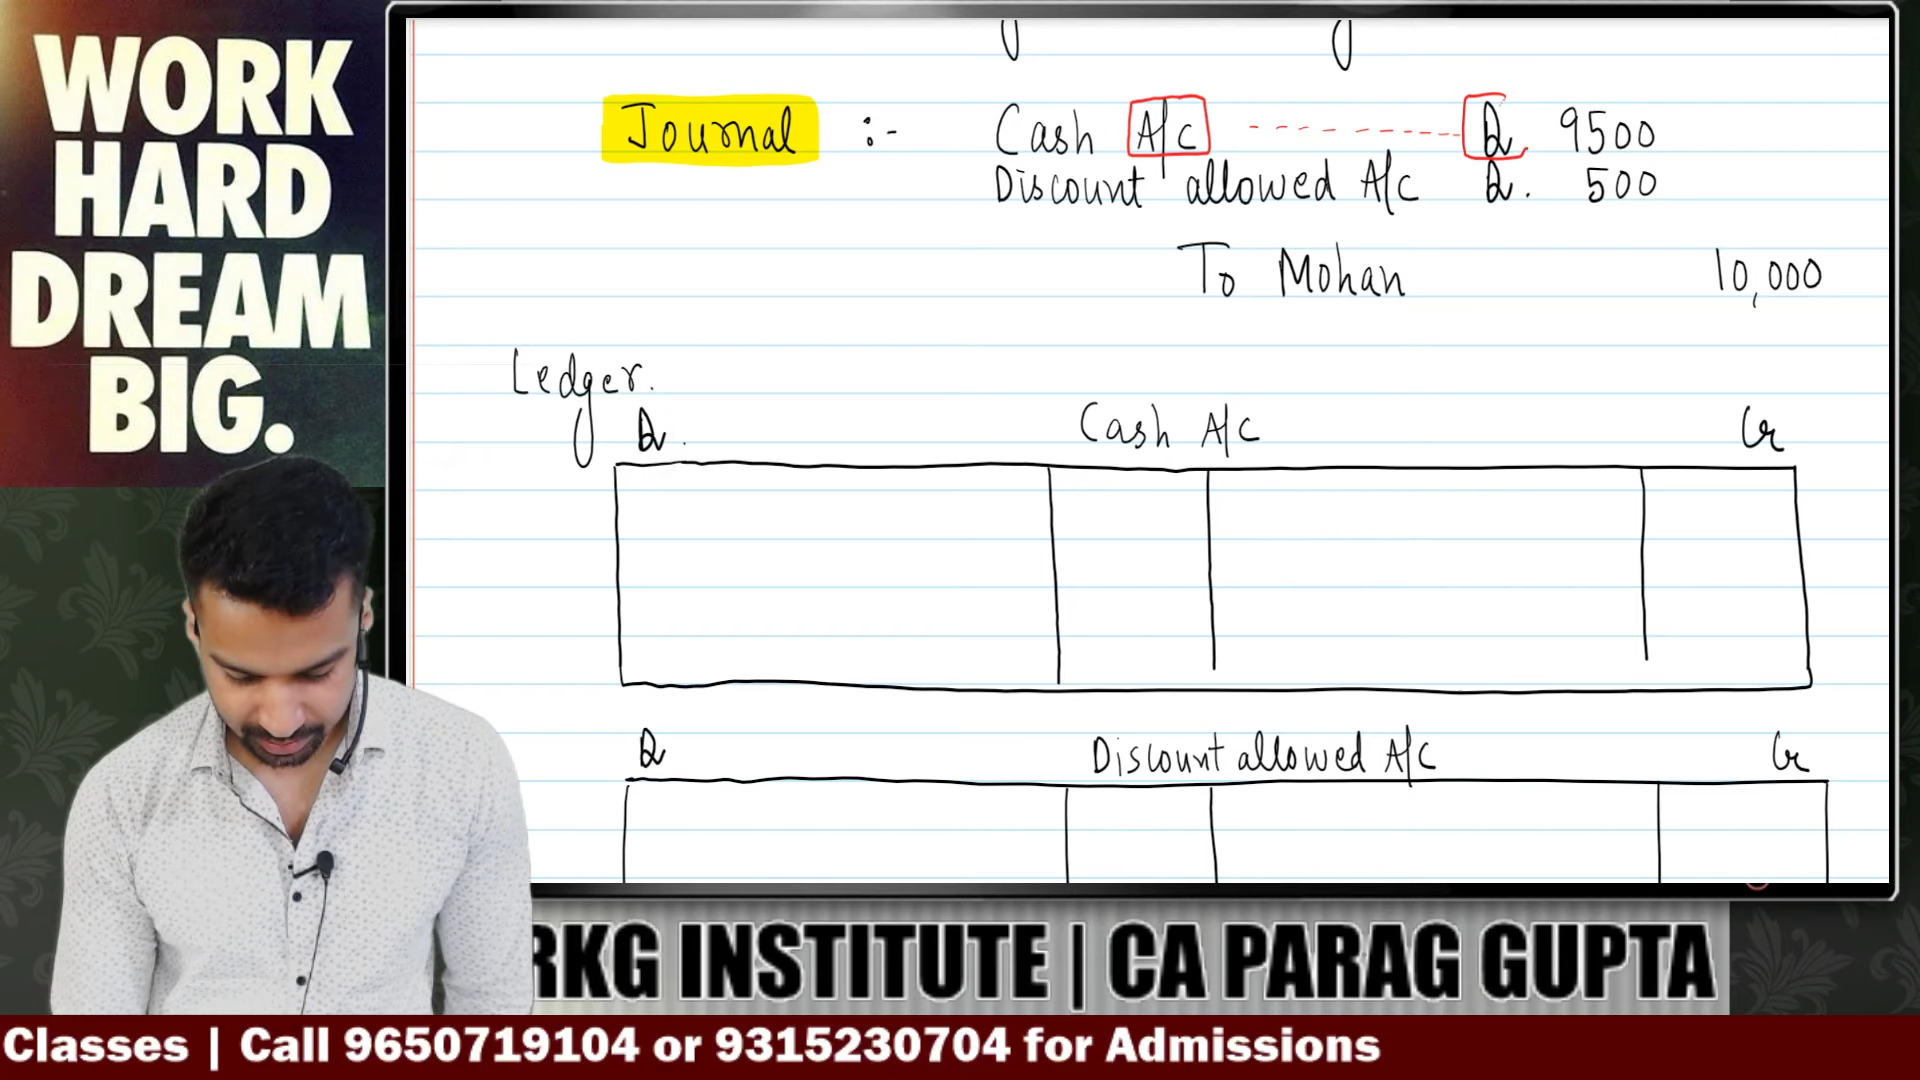 WORK
HARD
DREAM
BIG.
Journal :- Cash A/c Dr. 9500
Discount allowed A/c Dr. 500
To Mohan 10,000
Ledger.
Dr. Cash A/c Cr
Dr Discount allowed A/c Cr
RKG INSTITUTE | CA PARAG GUPTA
Classes | Call 9650719104 or 9315230704 for Admissions